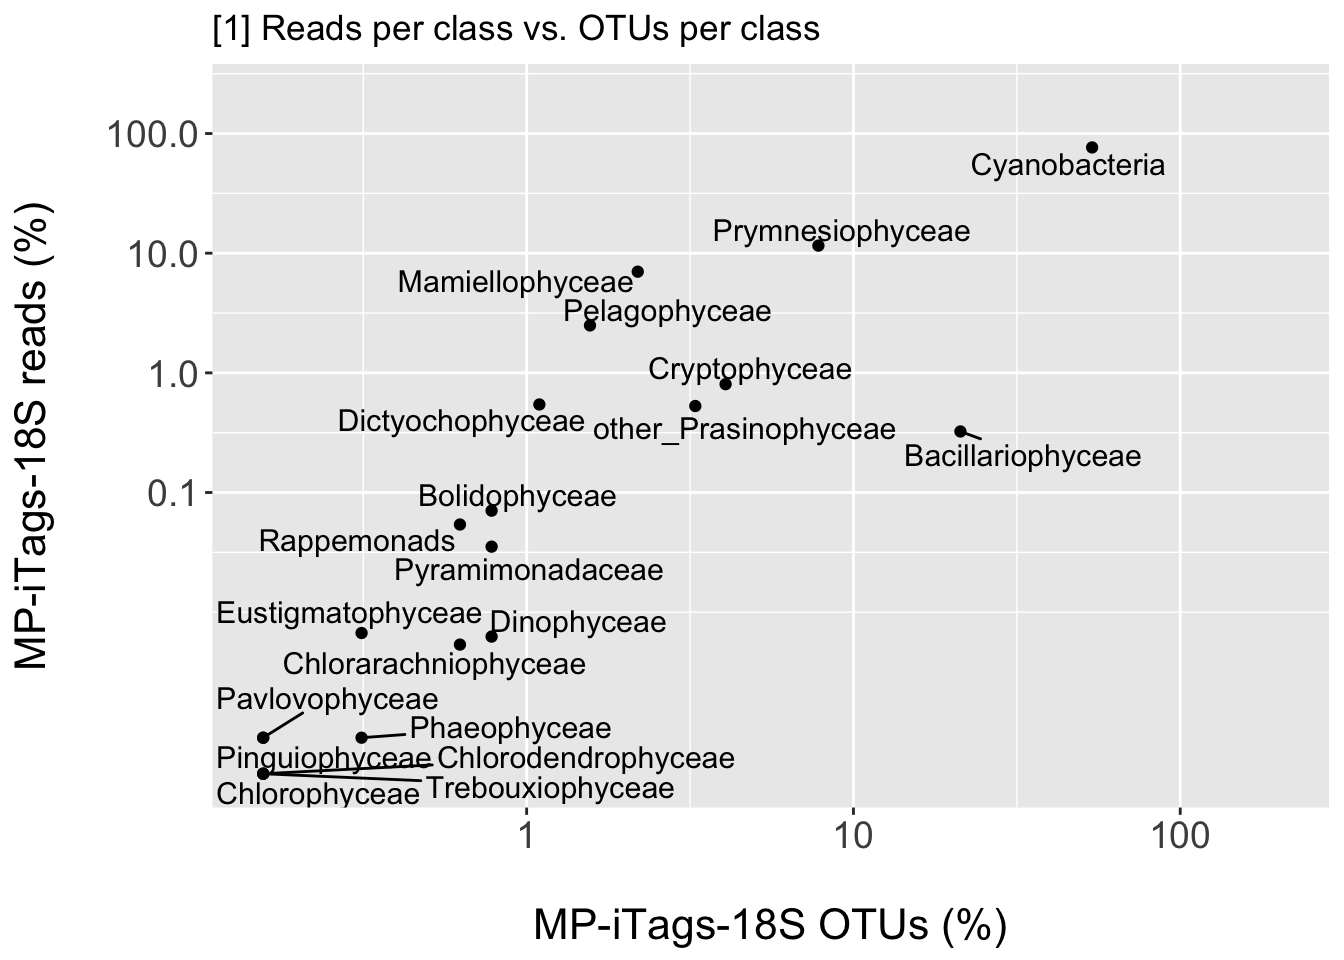 [1] Reads per class vs. OTUs per class
MP-iTags-18S reads (%)
100.0
10.0
1.0
0.1
Cyanobacteria
Prymnesiophyceae
Mamiellophyceae
Pelagophyceae
Cryptophyceae
Dictyochophyceae
other_Prasinophyceae
Bacillariophyceae
Bolidophyceae
Rappemonads
Pyramimonadaceae
Eustigmatophyceae
Dinophyceae
Chlorarachniophyceae
Pavlovophyceae
Phaeophyceae
Pinguiophyceae
Chlorodendrophyceae
Trebouxiophyceae
Chlorophyceae
1
10
100
MP-iTags-18S OTUs (%)